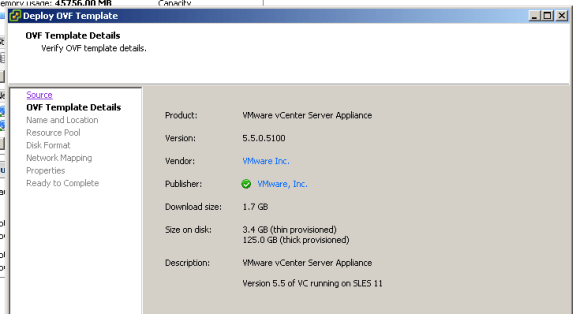 emory usage: 45756.00 MB Capacity
Deploy OVF Template
OVF Template Details
Verify OVF template details.
Source
OVF Template Details
Name and Location
Resource Pool
Disk Format
Network Mapping
Properties
Ready to Complete
Product: VMware vCenter Server Appliance
Version: 5.5.0.5100
Vendor: VMware Inc.
Publisher: VMware, Inc.
Download size: 1.7 GB
Size on disk: 3.4 GB (thin provisioned)
125.0 GB (thick provisioned)
Description: VMware vCenter Server Appliance
Version 5.5 of VC running on SLES 11